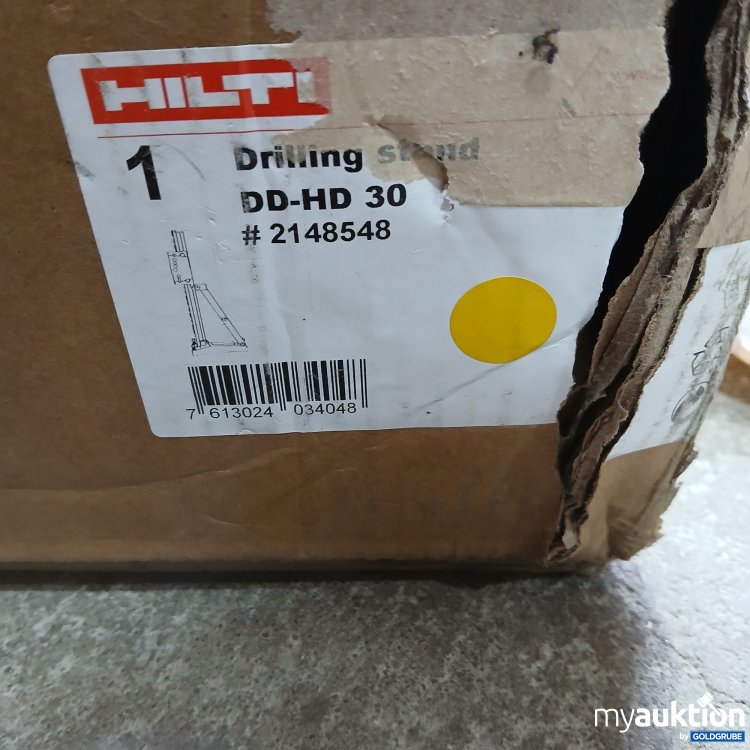 HILTI
1
Drilling stand
DD-HD 30
# 2148548
7 613024 034048
myauktion
by GOLDGRUBE